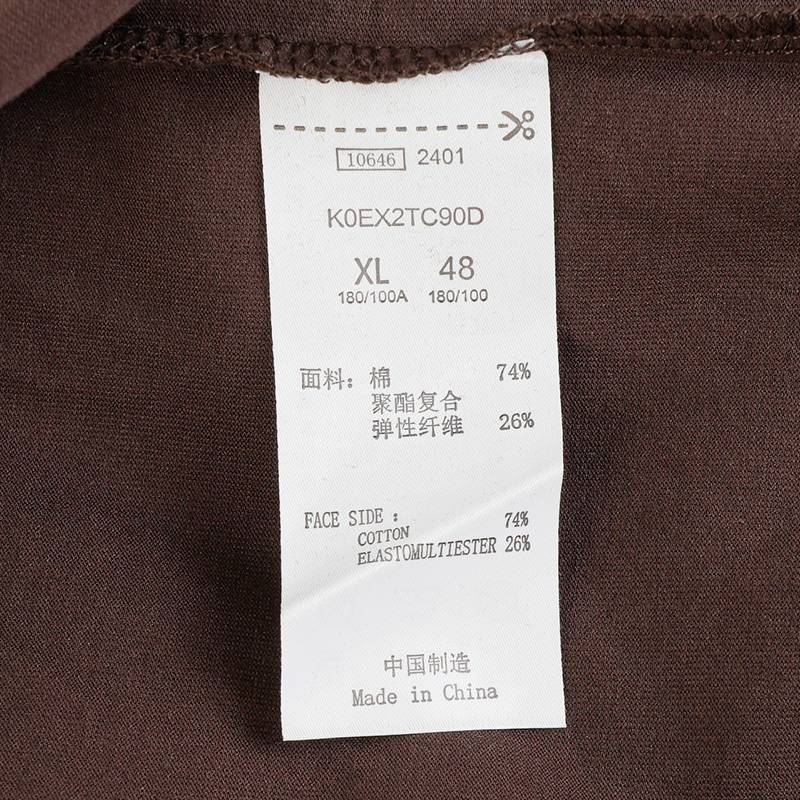 10646 2401
K0EX2TC90D
XL 48
180/100A 180/100
面料：棉 74%
聚酯复合
弹性纤维 26%
FACE SIDE : 74%
COTTON
ELASTOMULTIESTER 26%
中国制造
Made in China